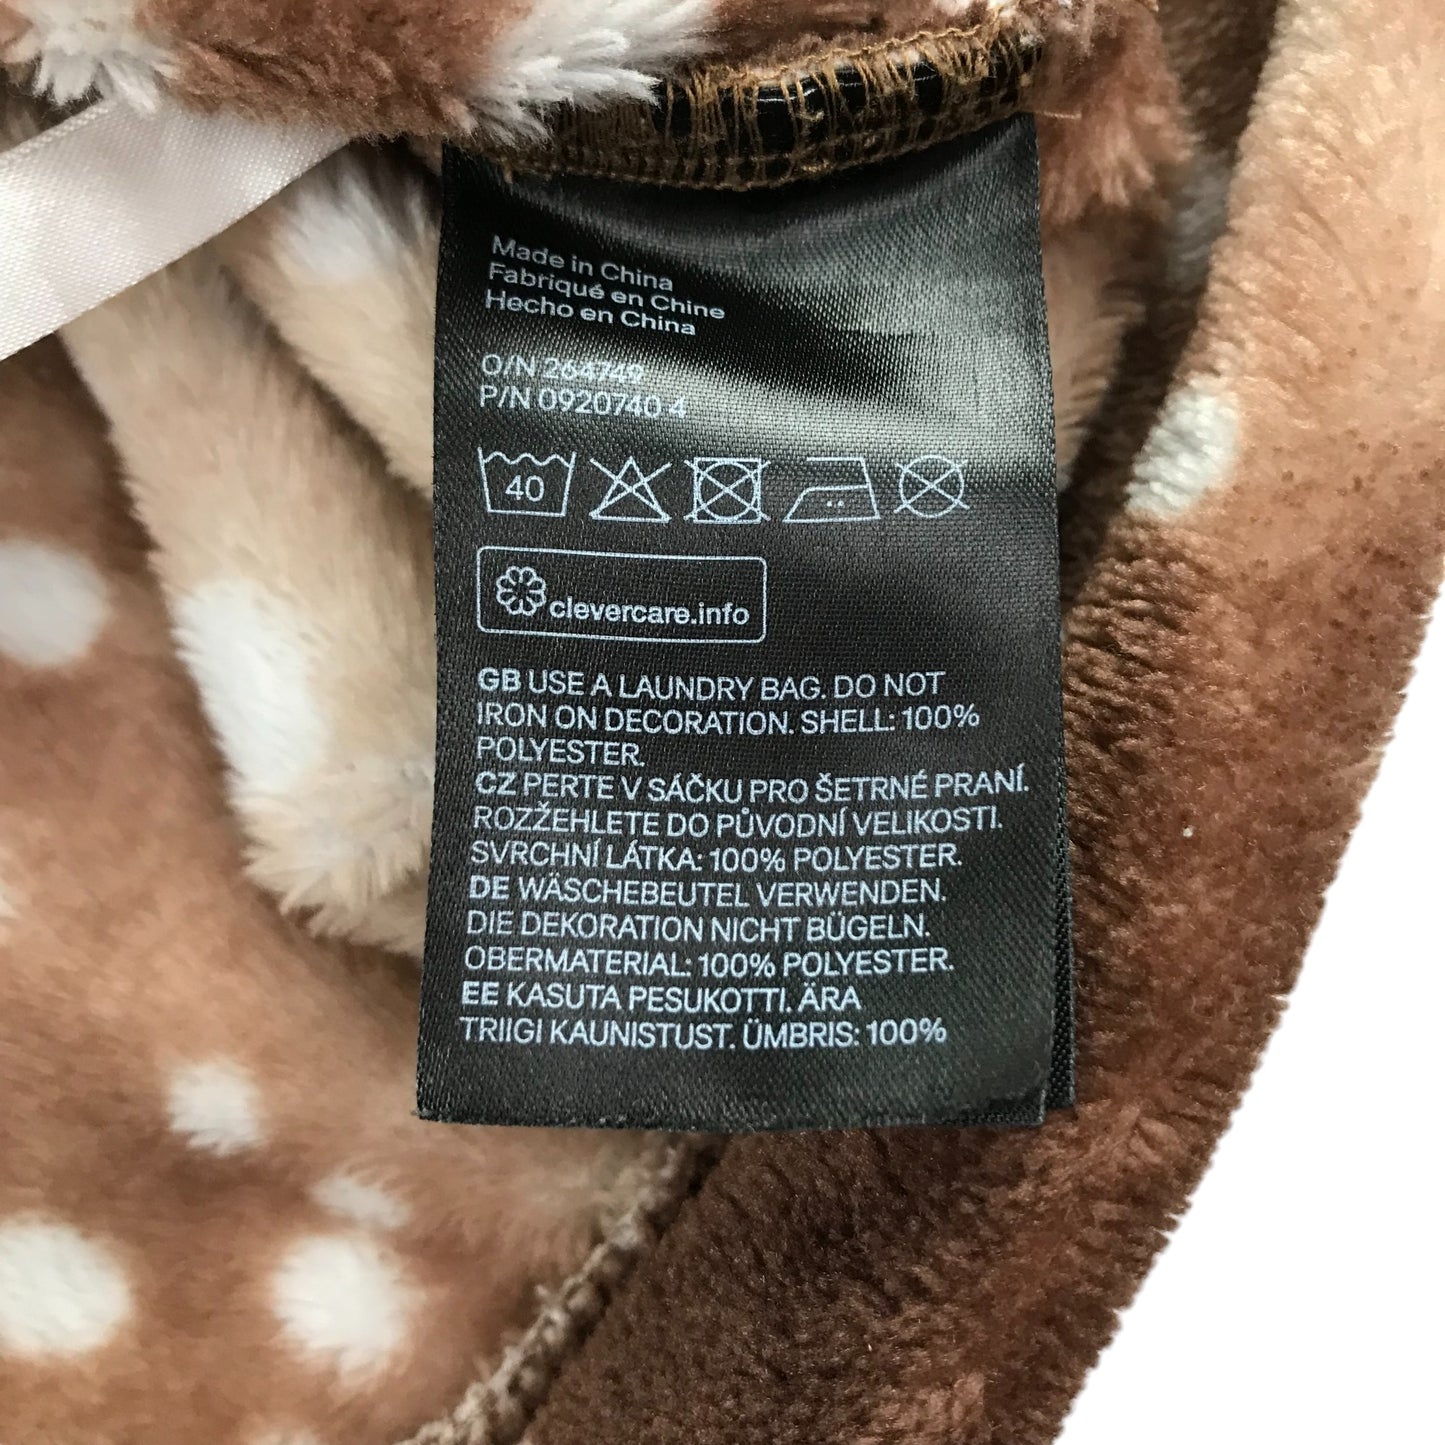 Made in China
Fabriqué en Chine
Hecho en China
O/N 264749
P/N 0920740 4
40
clevercare.info
GB USE A LAUNDRY BAG. DO NOT
IRON ON DECORATION. SHELL: 100%
POLYESTER.
CZ PERTE V SÁČKU PRO ŠETRNÉ PRANÍ.
ROZŽEHLETE DO PŮVODNÍ VELIKOSTI.
SVRCHNÍ LÁTKA: 100% POLYESTER.
DE WÄSCHEBEUTEL VERWENDEN.
DIE DEKORATION NICHT BÜGELN.
OBERMATERIAL: 100% POLYESTER.
EE KASUTA PESUKOTTI. ÄRA
TRIIGI KAUNISTUST. ÜMBRIS: 100%